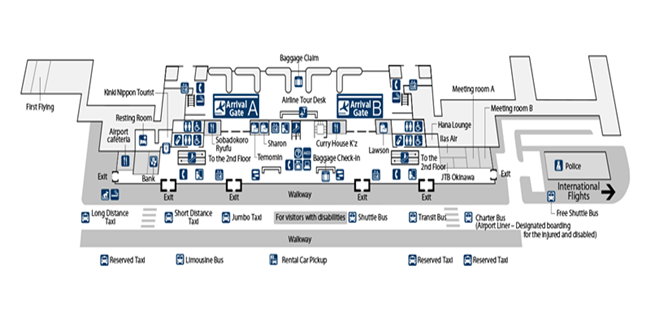 Baggage Claim
Kinki Nippon Tourist
Airline Tour Desk
Meeting room A
Meeting room B
First Flying
Arrival
Gate A
Arrival
Gate B
Resting Room
Airport
cafeteria
Sobadokoro
Ryufu
Sharon
Temomin
Curry House K'z
Baggage Check-In
Lawson
Hana Lounge
Ilas Air
To the
2nd Floor
To the
2nd Floor
Bank
JTB Okinawa
Police
International
Flights
Exit
Exit
Exit
Exit
Exit
Exit
Walkway
Free Shuttle Bus
Long Distance
Taxi
Short Distance
Taxi
Jumbo Taxi
For visitors with disabilities
Shuttle Bus
Transit Bus
Charter Bus
(Airport Liner – Designated boarding
for the injured and disabled)
Walkway
Reserved Taxi
Limousine Bus
Rental Car Pickup
Reserved Taxi
Reserved Taxi